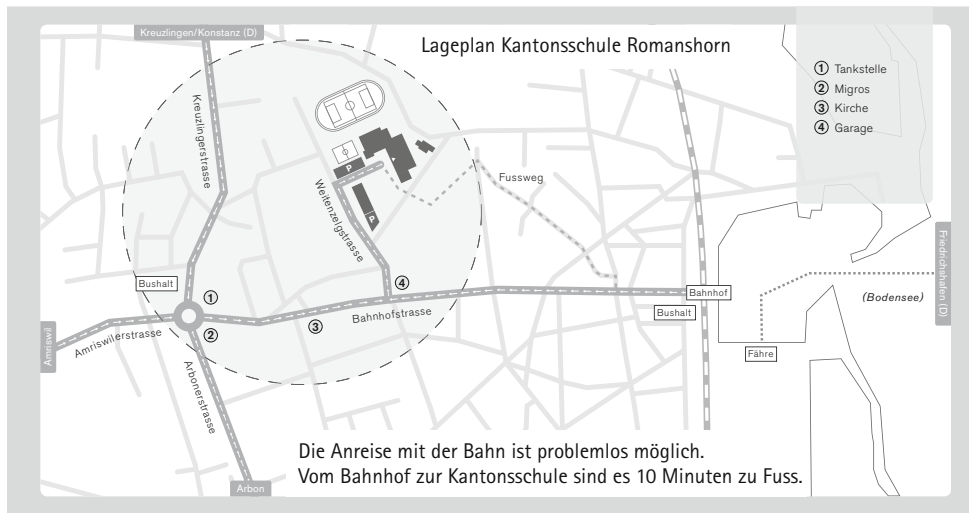 Kreuzlingen/Konstanz (D)
Lageplan Kantonsschule Romanshorn
① Tankstelle
② Migros
③ Kirche
④ Garage
Kreuzlingerstrasse
P
P
Weitenzelgstrasse
Fussweg
Bushalt
①
②
③
④
Bahnhofstrasse
Bahnhof
Bushalt
Fähre
(Bodensee)
Friedrichshafen (D)
Amriswil
Amriswilerstrasse
Arbonerstrasse
Arbon
Die Anreise mit der Bahn ist problemlos möglich.
Vom Bahnhof zur Kantonsschule sind es 10 Minuten zu Fuss.